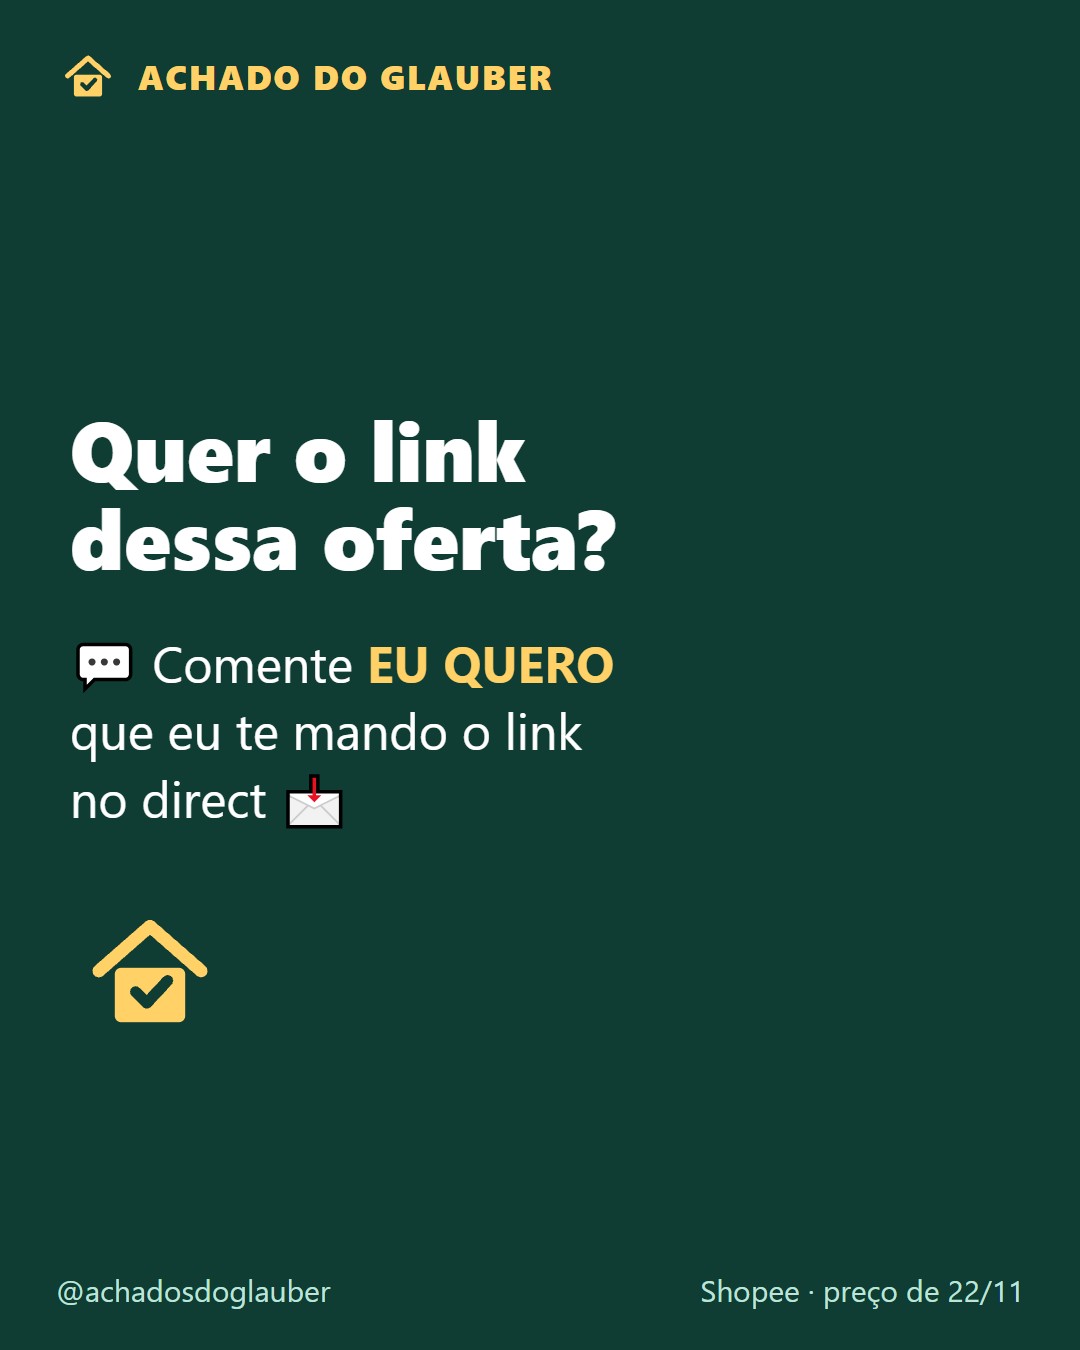 ACHADO DO GLAUBER
Quer o link
dessa oferta?
💬 Comente EU QUERO
que eu te mando o link
no direct 📩
@achadosdoglauber
Shopee · preço de 22/11